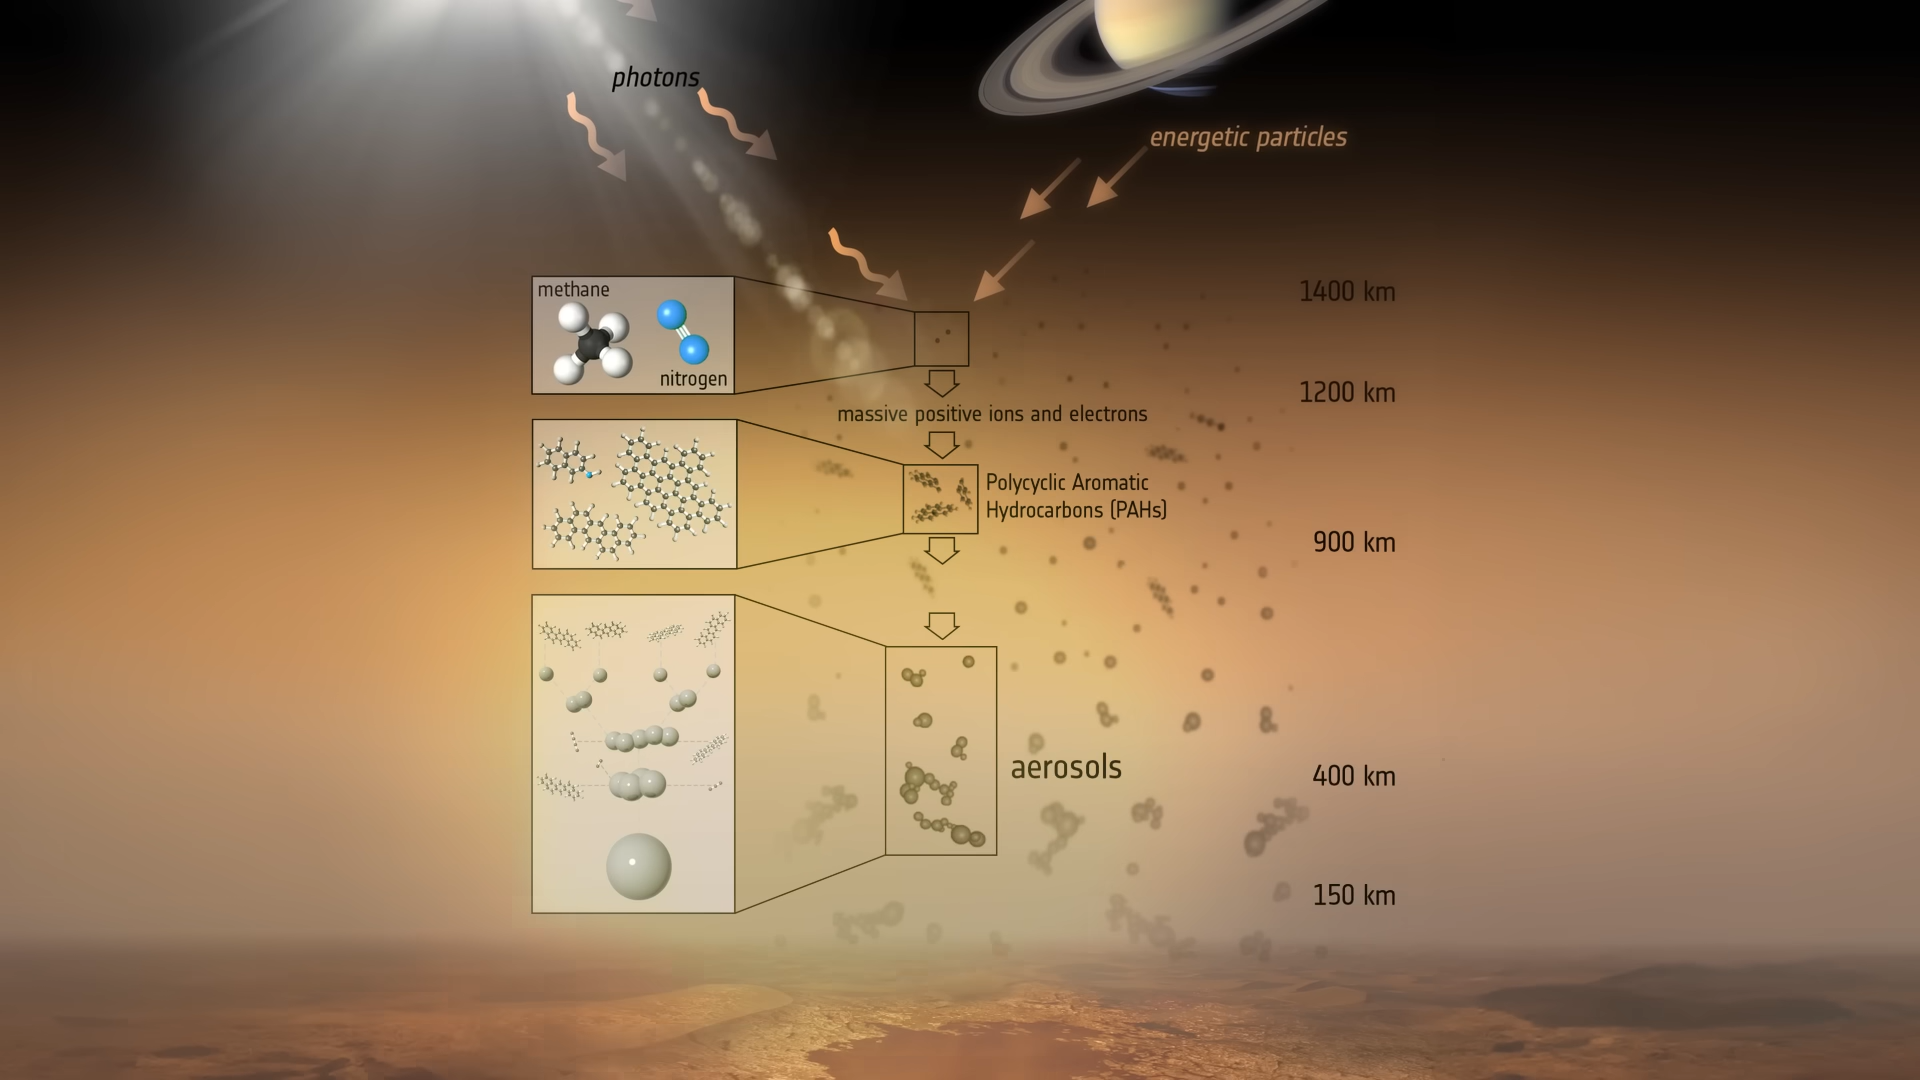 photons
energetic particles
methane
nitrogen
1400 km
1200 km
massive positive ions and electrons
Polycyclic Aromatic
Hydrocarbons (PAHs)
900 km
aerosols
400 km
150 km